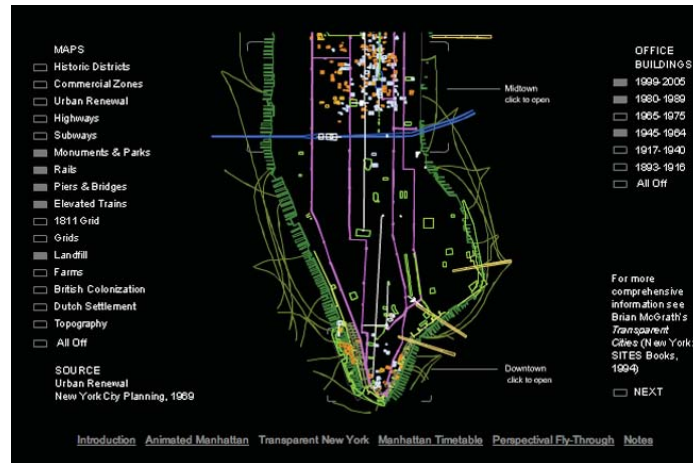 MAPS
Historic Districts
Commercial Zones
Urban Renewal
Highways
Subways
Monuments & Parks
Rails
Piers & Bridges
Elevated Trains
1811 Grid
Grids
Landfill
Farms
British Colonization
Dutch Settlement
Topography
All Off
SOURCE
Urban Renewal
New York City Planning, 1969
Midtown
click to open
Downtown
click to open
OFFICE
BUILDINGS
1999-2005
1980-1989
1965-1975
1945-1964
1917-1940
1893-1916
All Off
For more
comprehensive
information see
Brian McGrath's
Transparent
Cities (New York:
SITES Books,
1994)
NEXT
Introduction Animated Manhattan Transparent New York Manhattan Timetable Perspectival Fly-Through Notes